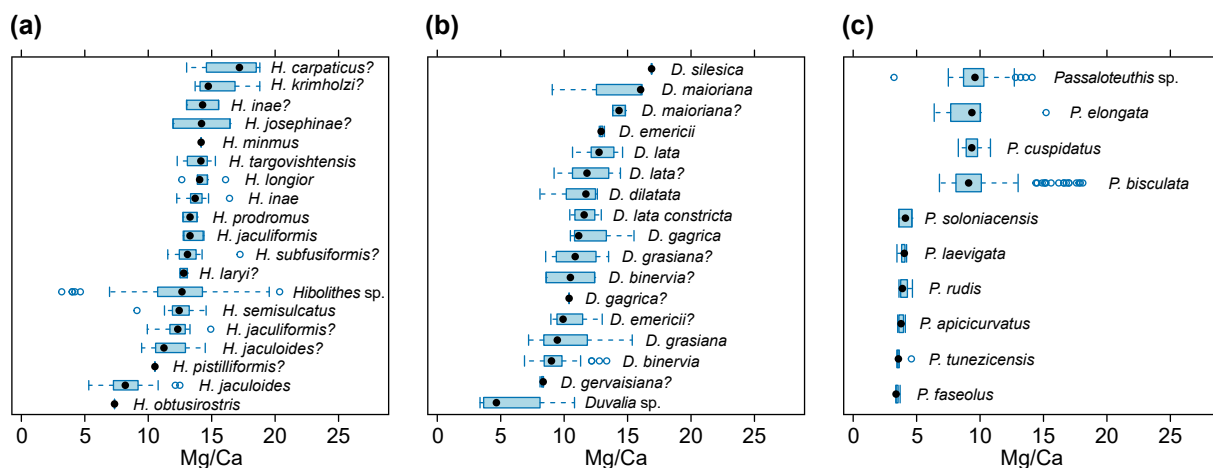 (a)
H. carpaticus?
H. krimholzi?
H. inae?
H. josephinae?
H. minmus
H. targovishtensis
H. longior
H. inae
H. prodromus
H. jaculiformis
H. subfusiformis?
H. laryi?
Hibolithes sp.
H. semisulcatus
H. jaculiformis?
H. jaculoides?
H. pistilliformis?
H. jaculoides
H. obtusirostris
0 5 10 15 20 25
Mg/Ca
(b)
D. silesica
D. maioriana
D. maioriana?
D. emericii
D. lata
D. lata?
D. dilatata
D. lata constricta
D. gagrica
D. grasiana?
D. binervia?
D. gagrica?
D. emericii?
D. grasiana
D. binervia
D. gervaisiana?
Duvalia sp.
0 5 10 15 20 25
Mg/Ca
(c)
Passaloteuthis sp.
P. elongata
P. cuspidatus
P. bisculata
P. soloniacensis
P. laevigata
P. rudis
P. apicicurvatus
P. tunezicensis
P. faseolus
0 5 10 15 20 25
Mg/Ca